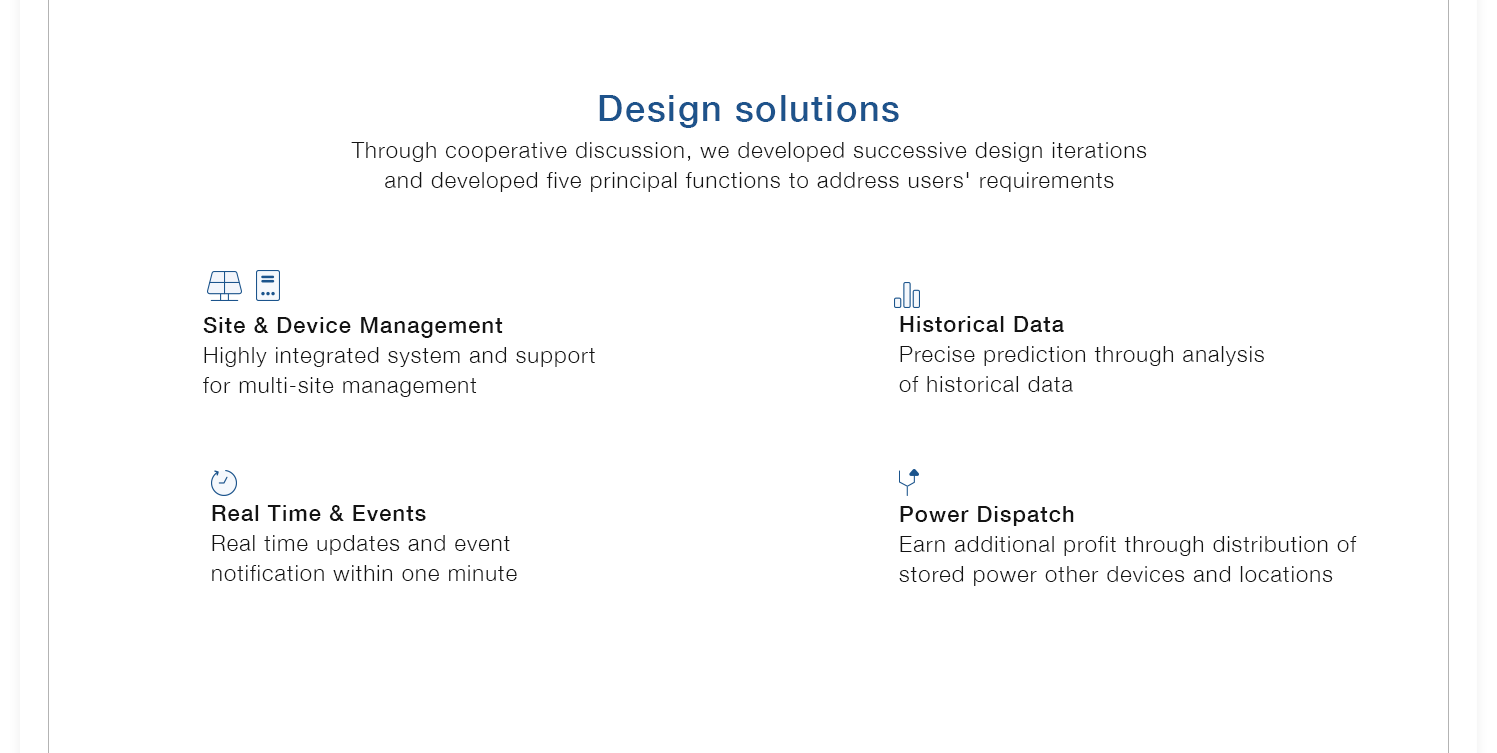 Design solutions
Through cooperative discussion, we developed successive design iterations
and developed five principal functions to address users' requirements
Site & Device Management
Highly integrated system and support
for multi-site management
Historical Data
Precise prediction through analysis
of historical data
Real Time & Events
Real time updates and event
notification within one minute
Power Dispatch
Earn additional profit through distribution of
stored power other devices and locations